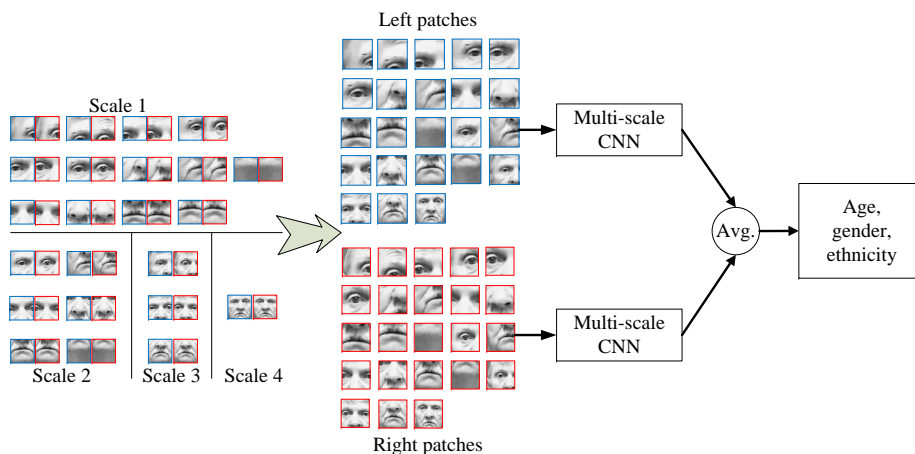 Left patches
Scale 1
Multi-scale
CNN
Avg.
Age,
gender,
ethnicity
Multi-scale
CNN
Scale 2
Scale 3
Scale 4
Right patches